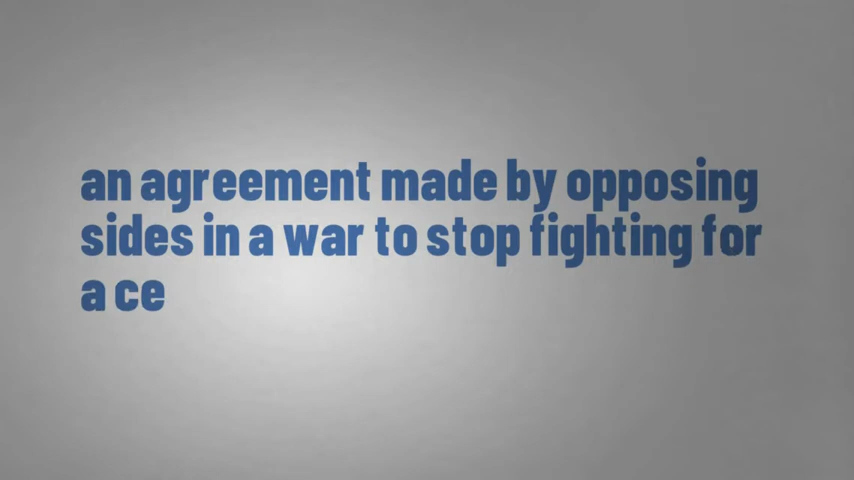 an agreement made by opposing
sides in a war to stop fighting for
a ce